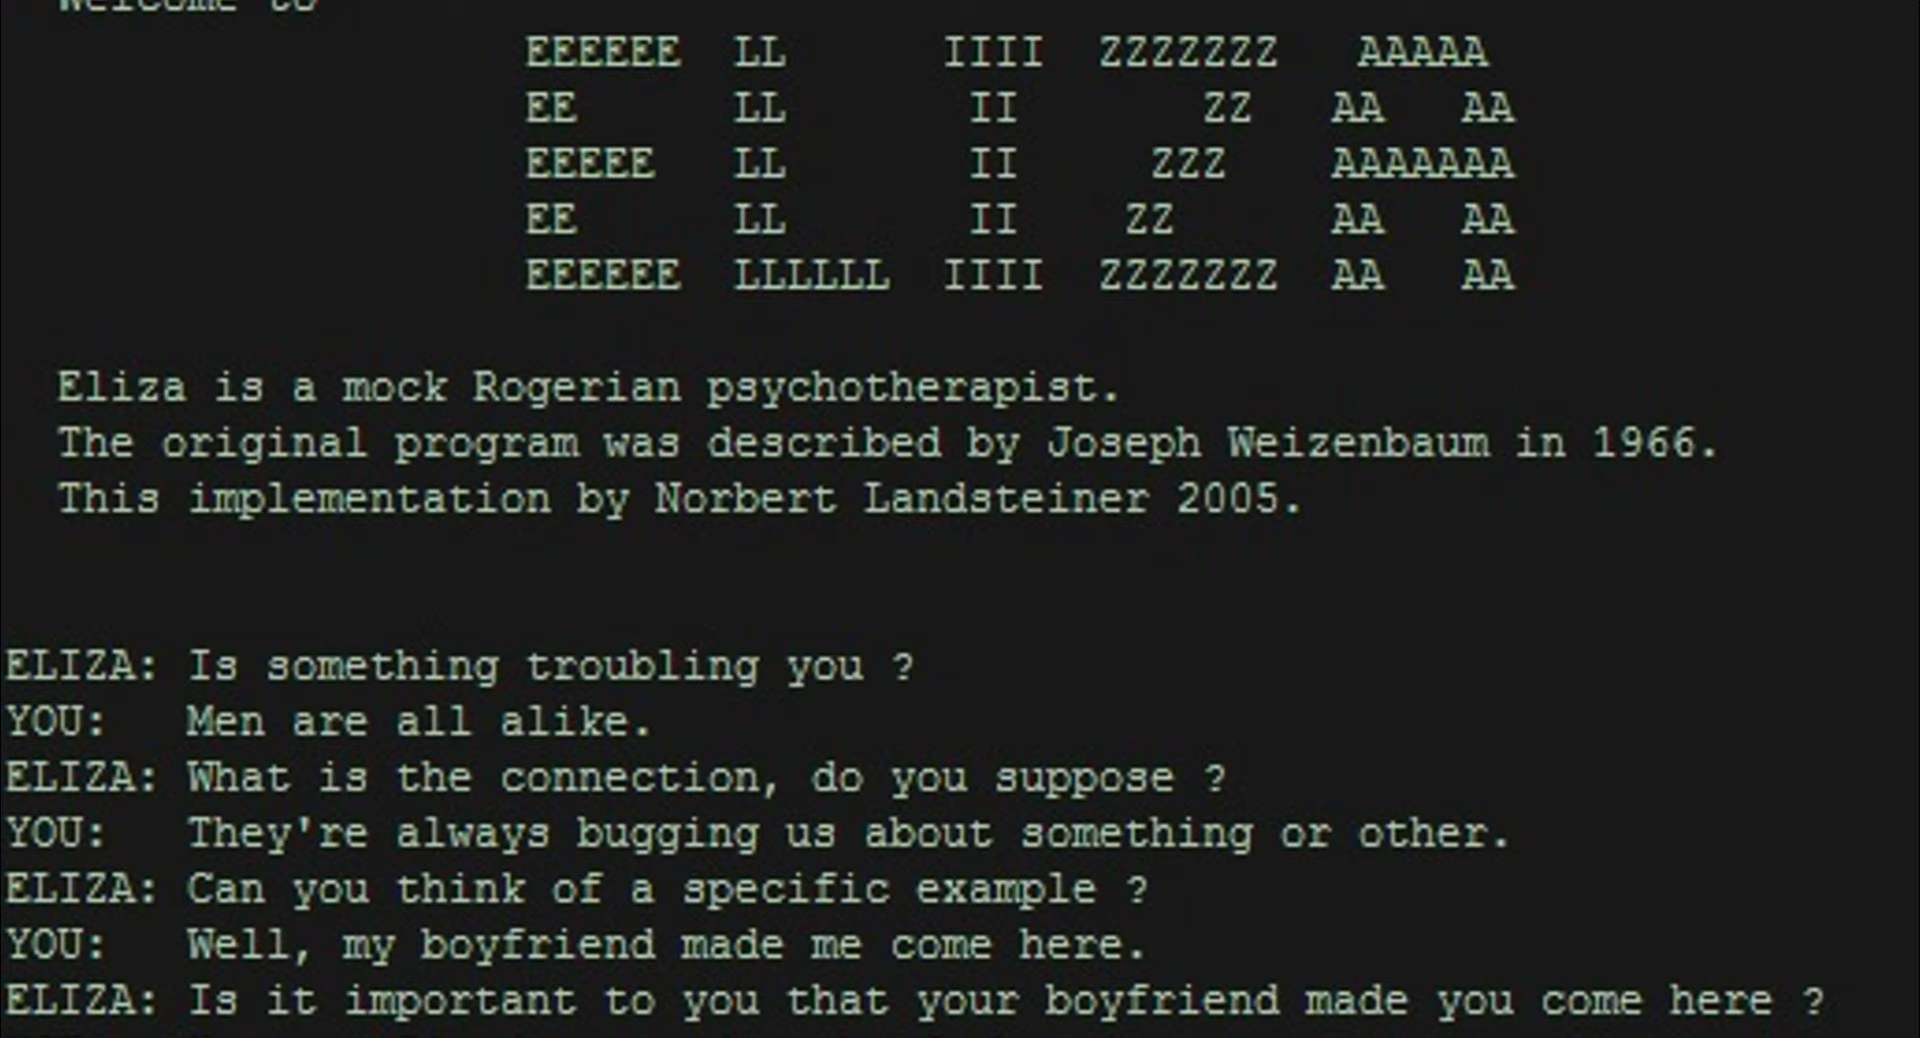 Welcome to
EEEEEE  LL      IIII  ZZZZZZZ   AAAAA
EE      LL       II       ZZ   AA   AA
EEEEE   LL       II     ZZZ    AAAAAAA
EE      LL       II    ZZ      AA   AA
EEEEEE  LLLLLL  IIII  ZZZZZZZ  AA   AA
Eliza is a mock Rogerian psychotherapist.
The original program was described by Joseph Weizenbaum in 1966.
This implementation by Norbert Landsteiner 2005.
ELIZA: Is something troubling you ?
YOU:   Men are all alike.
ELIZA: What is the connection, do you suppose ?
YOU:   They're always bugging us about something or other.
ELIZA: Can you think of a specific example ?
YOU:   Well, my boyfriend made me come here.
ELIZA: Is it important to you that your boyfriend made you come here ?